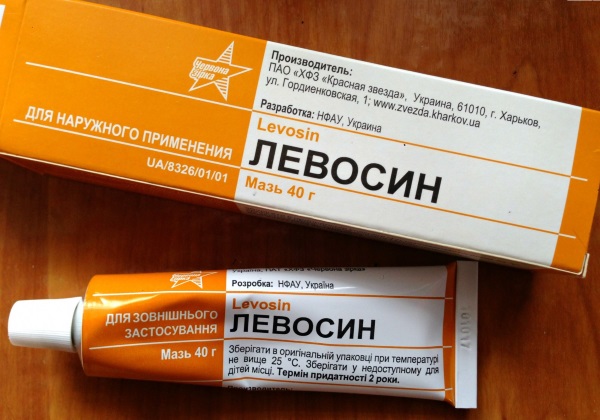 Червона
зірка
Производитель:
ПАО «ХФЗ «Красная звезда», Украина, 61010, г. Харьков,
ул. Гордиенковская, 1; www.zvezda.kharkov.ua
Разработка: НФАУ, Украина
ДЛЯ НАРУЖНОГО ПРИМЕНЕНИЯ
UA/8326/01/01
Levosin
ЛЕВОСИН
Мазь 40 г
Розробка: НФАУ, Україна
ДЛЯ ЗОВНІШНЬОГО
ЗАСТОСУВАННЯ
Мазь 40 г
Levosin
ЛЕВОСИН
Зберігати в оригінальній упаковці при температурі
не вище 25 °С. Зберігати у недоступному для
дітей місці. Термін придатності 2 роки.